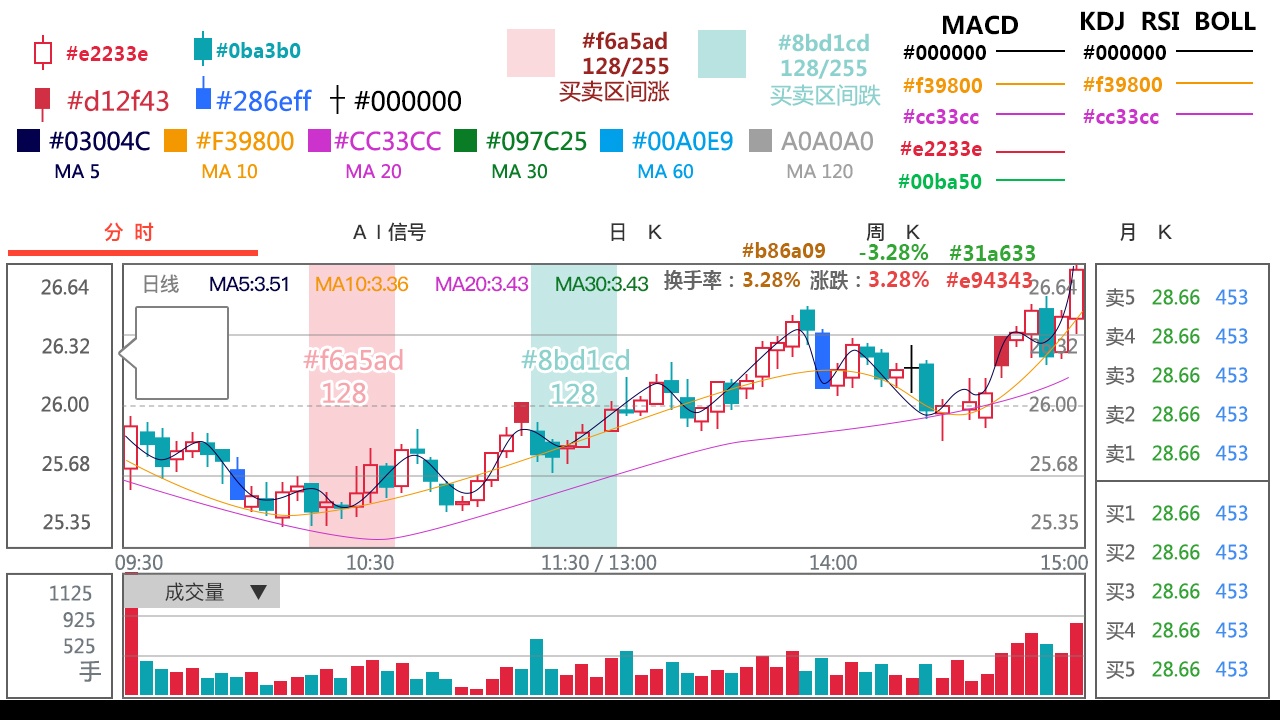 MACD KDJ RSI BOLL
#e2233e #0ba3b0 #f6a5ad #8bd1cd #000000 #000000
128/255 128/255
#d12f43 #286eff #000000 买卖区间涨 买卖区间跌 #f39800 #f39800
#cc33cc #cc33cc
#03004C #F39800 #CC33CC #097C25 #00A0E9 A0A0A0 #e2233e
MA 5 MA 10 MA 20 MA 30 MA 60 MA 120 #00ba50
分 时 A I 信号 日 K 周 K 月 K
#b86a09 -3.28% #31a633
日线 MA5:3.51 MA10:3.36 MA20:3.43 MA30:3.43 换手率：3.28% 涨跌：3.28% #e94343
26.64 26.64 卖5 28.66 453
26.32 26.32 卖4 28.66 453
#f6a5ad #8bd1cd 卖3 28.66 453
128 128
26.00 26.00 卖2 28.66 453
25.68 25.68 卖1 28.66 453
25.35 25.35 买1 28.66 453
09:30 10:30 11:30 / 13:00 14:00 15:00 买2 28.66 453
1125 成交量 ▼ 买3 28.66 453
925 买4 28.66 453
525
手 买5 28.66 453